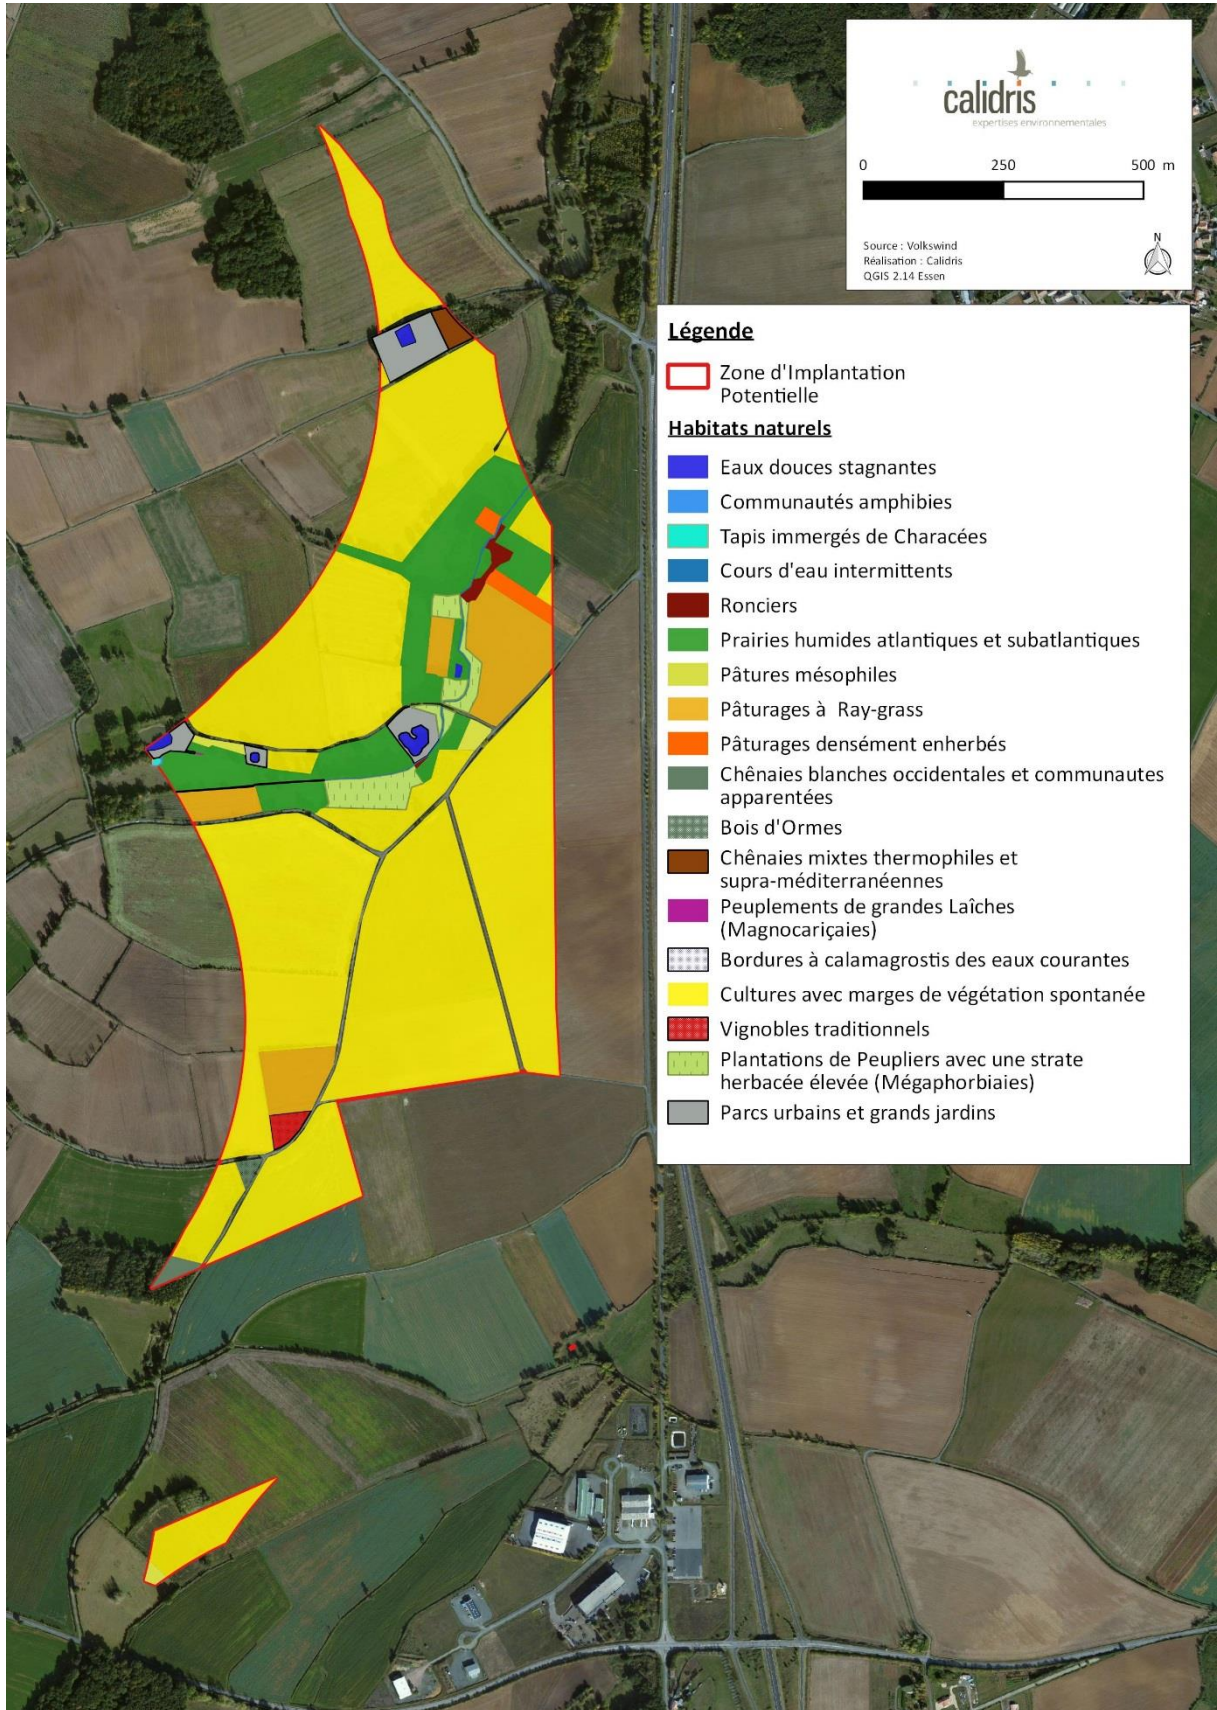 calidris
expertises environnementales
0 250 500 m
Source : Volkswind
Réalisation : Calidris
QGIS 2.14 Essen
N
Légende
Zone d'Implantation
Potentielle
Habitats naturels
Eaux douces stagnantes
Communautés amphibies
Tapis immergés de Characées
Cours d'eau intermittents
Ronciers
Prairies humides atlantiques et subatlantiques
Pâtures mésophiles
Pâturages à Ray-grass
Pâturages densément enherbés
Chênaies blanches occidentales et communautes
apparentées
Bois d'Ormes
Chênaies mixtes thermophiles et
supra-méditerranéennes
Peuplements de grandes Laîches
(Magnocariçaies)
Bordures à calamagrostis des eaux courantes
Cultures avec marges de végétation spontanée
Vignobles traditionnels
Plantations de Peupliers avec une strate
herbacée élevée (Mégaphorbiaies)
Parcs urbains et grands jardins